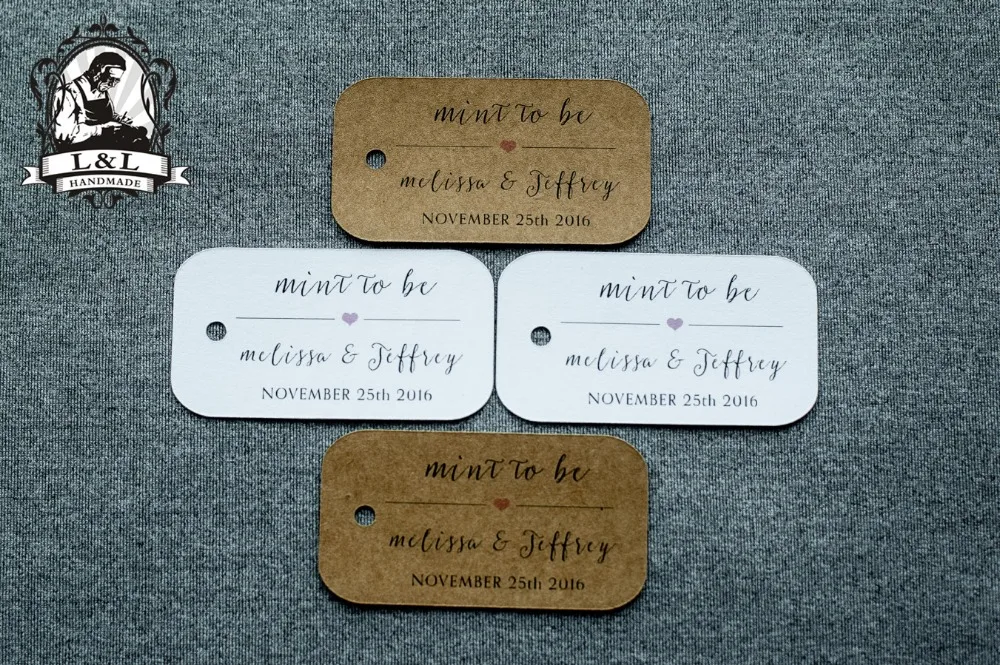 L&L
HANDMADE
mint to be
melissa & Jeffrey
NOVEMBER 25th 2016
mint to be
melissa & Jeffrey
NOVEMBER 25th 2016
mint to be
melissa & Jeffrey
NOVEMBER 25th 2016
mint to be
melissa & Jeffrey
NOVEMBER 25th 2016